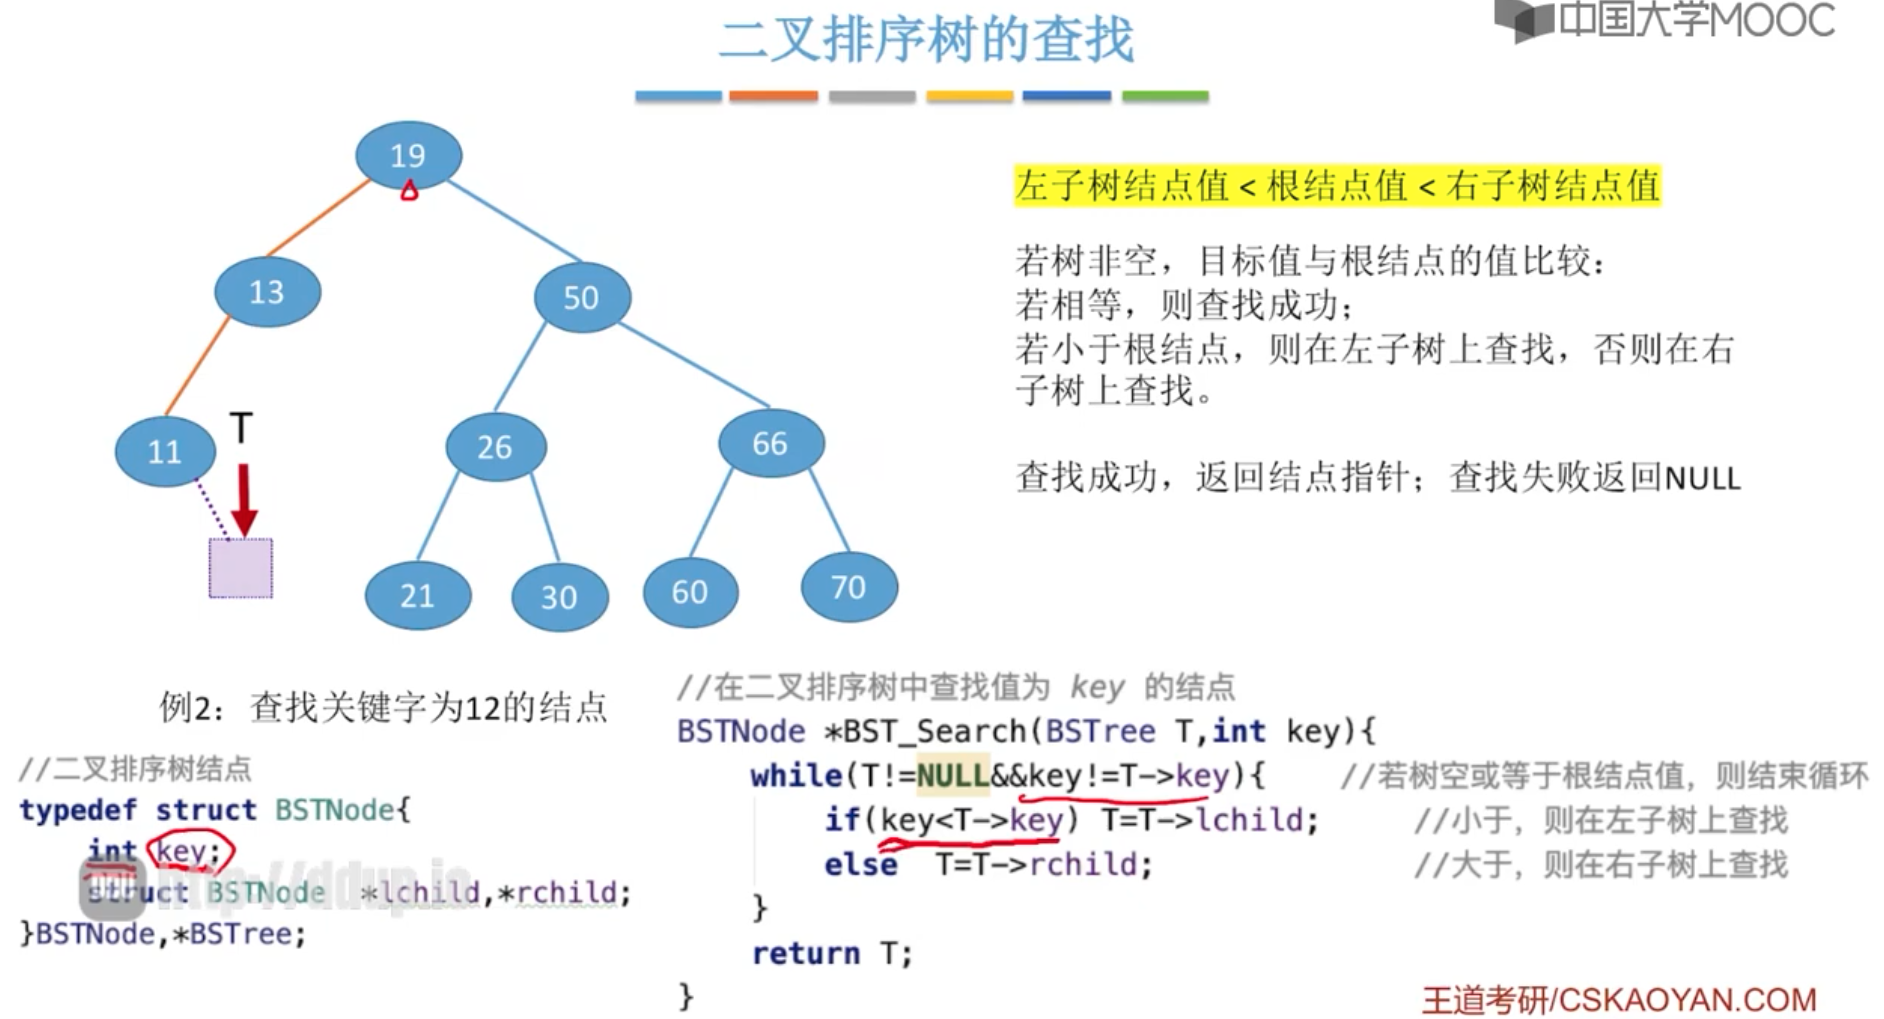 二叉排序树的查找
中国大学MOOC
19
13
50
11
T
26
66
21
30
60
70
左子树结点值 < 根结点值 < 右子树结点值
若树非空，目标值与根结点的值比较：
若相等，则查找成功；
若小于根结点，则在左子树上查找，否则在右
子树上查找。
查找成功，返回结点指针；查找失败返回NULL
例2：查找关键字为12的结点
//二叉排序树结点
typedef struct BSTNode{
int key;
struct BSTNode *lchild,*rchild;
}BSTNode,*BSTree;
http://ddup.io
//在二叉排序树中查找值为 key 的结点
BSTNode *BST_Search(BSTree T,int key){
while(T!=NULL&&key!=T->key){ //若树空或等于根结点值，则结束循环
if(key<T->key) T=T->lchild; //小于，则在左子树上查找
else T=T->rchild; //大于，则在右子树上查找
}
return T;
}
王道考研/CSKAOYAN.COM